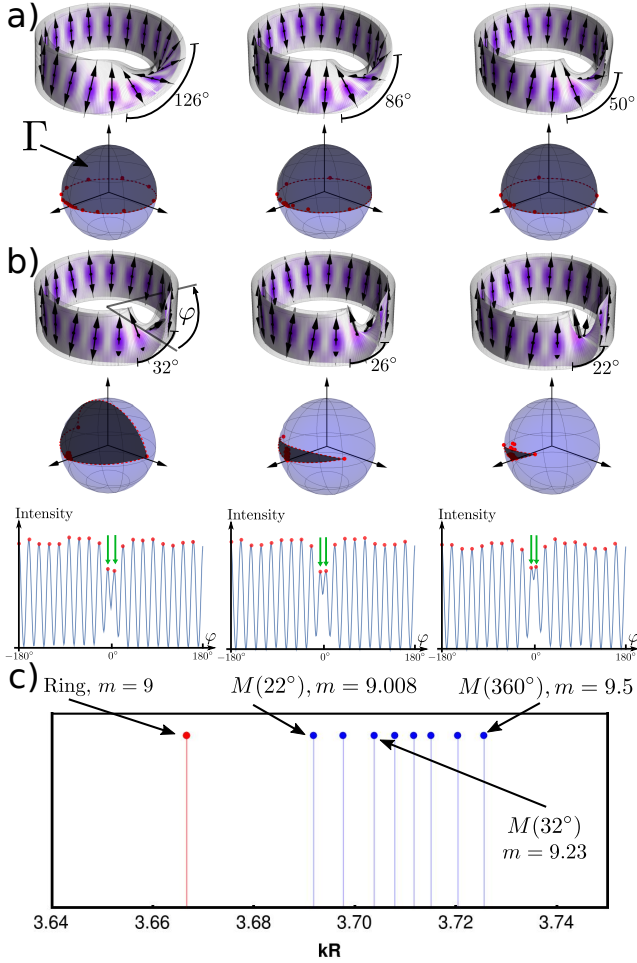 a)
126°
86°
50°
Γ
b)
φ
32°
26°
22°
Intensity
Intensity
Intensity
φ
φ
φ
−180°
0°
180°
−180°
0°
180°
−180°
0°
180°
c)
Ring, m = 9
M(22°), m = 9.008
M(360°), m = 9.5
M(32°)
m = 9.23
3.64
3.66
3.68
3.70
3.72
3.74
kR